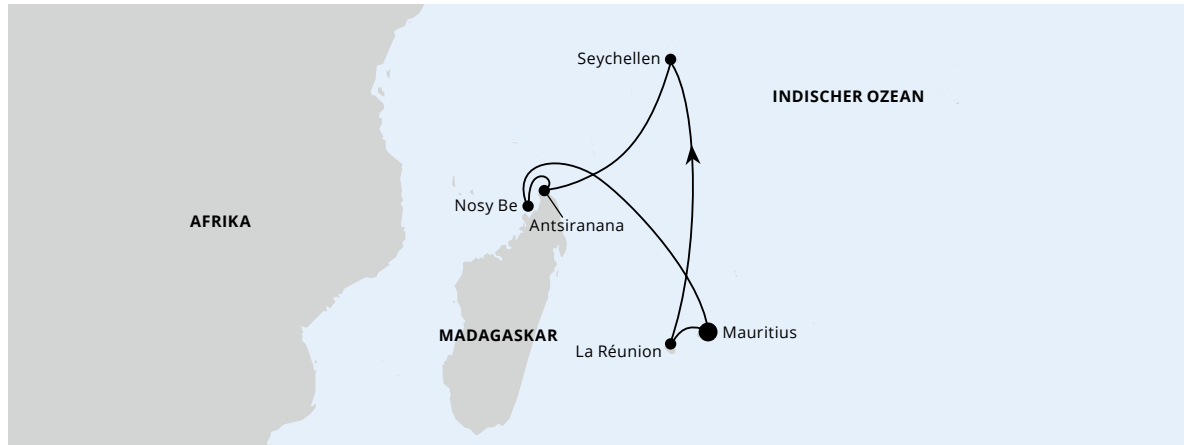 Seychellen
INDISCHER OZEAN
Nosy Be
AFRIKA
Antsiranana
MADAGASKAR
Mauritius
La Réunion